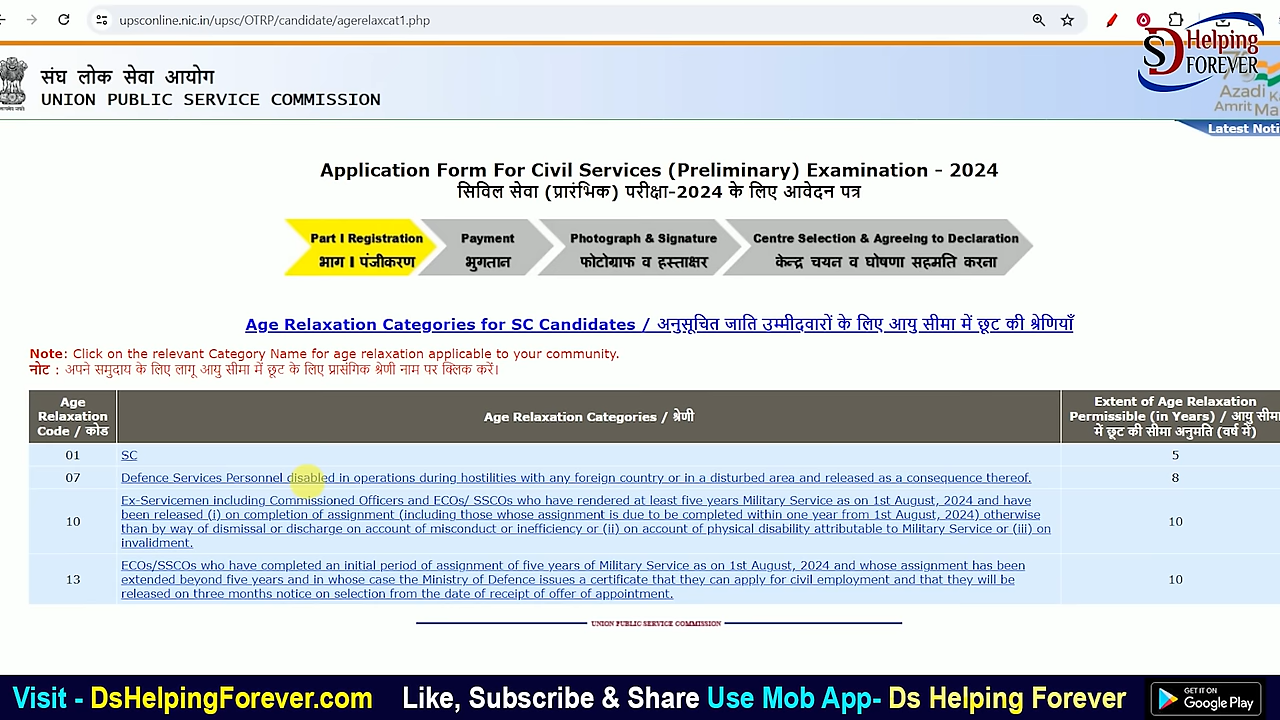 upsconline.nic.in/upsc/OTRP/candidate/agerelaxcat1.php
DS Helping
FOREVER
संघ लोक सेवा आयोग
UNION PUBLIC SERVICE COMMISSION
Azadi Ka
Amrit Ma
Latest Noti
Application Form For Civil Services (Preliminary) Examination - 2024
सिविल सेवा (प्रारंभिक) परीक्षा-2024 के लिए आवेदन पत्र
Part I Registration
भाग I पंजीकरण
Payment
भुगतान
Photograph & Signature
फोटोग्राफ व हस्ताक्षर
Centre Selection & Agreeing to Declaration
केन्द्र चयन व घोषणा सहमति करना
Age Relaxation Categories for SC Candidates / अनुसूचित जाति उम्मीदवारों के लिए आयु सीमा में छूट की श्रेणियाँ
Note: Click on the relevant Category Name for age relaxation applicable to your community.
नोट : अपने समुदाय के लिए लागू आयु सीमा में छूट के लिए प्रासंगिक श्रेणी नाम पर क्लिक करें।
Age
Relaxation
Code / कोड
Age Relaxation Categories / श्रेणी
Extent of Age Relaxation
Permissible (in Years) / आयु सीमा
में छूट की सीमा अनुमति (वर्ष में)
01 SC 5
07 Defence Services Personnel disabled in operations during hostilities with any foreign country or in a disturbed area and released as a consequence thereof. 8
10 Ex-Servicemen including Commissioned Officers and ECOs/ SSCOs who have rendered at least five years Military Service as on 1st August, 2024 and have
been released (i) on completion of assignment (including those whose assignment is due to be completed within one year from 1st August, 2024) otherwise
than by way of dismissal or discharge on account of misconduct or inefficiency or (ii) on account of physical disability attributable to Military Service or (iii) on
invalidment. 10
13 ECOs/SSCOs who have completed an initial period of assignment of five years of Military Service as on 1st August, 2024 and whose assignment has been
extended beyond five years and in whose case the Ministry of Defence issues a certificate that they can apply for civil employment and that they will be
released on three months notice on selection from the date of receipt of offer of appointment. 10
UNION PUBLIC SERVICE COMMISSION
Visit - DsHelpingForever.com Like, Subscribe & Share Use Mob App- Ds Helping Forever
GET IT ON
Google Play